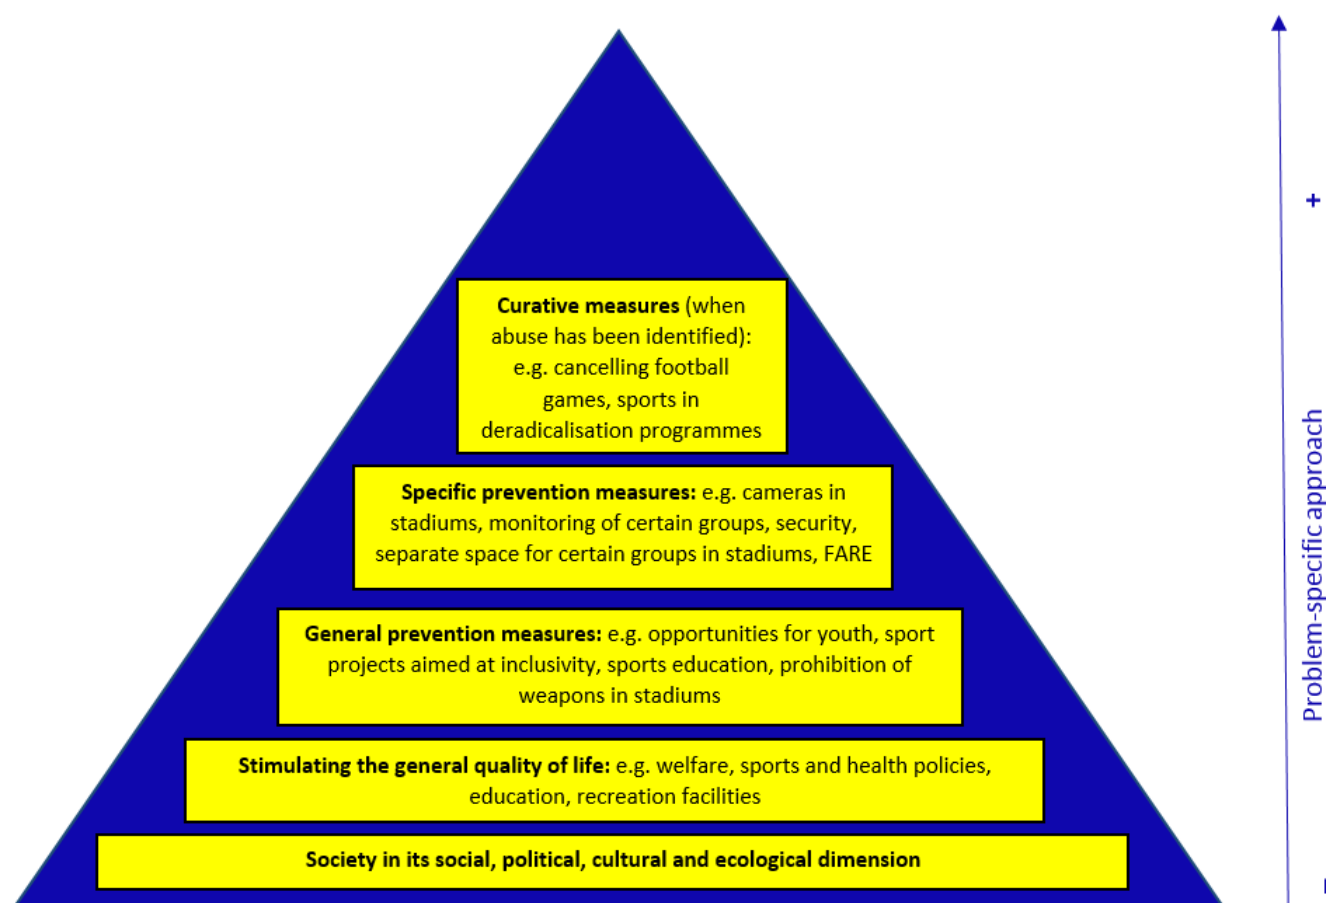 Curative measures (when
abuse has been identified):
e.g. cancelling football
games, sports in
deradicalisation programmes
Specific prevention measures: e.g. cameras in
stadiums, monitoring of certain groups, security,
separate space for certain groups in stadiums, FARE
General prevention measures: e.g. opportunities for youth, sport
projects aimed at inclusivity, sports education, prohibition of
weapons in stadiums
Stimulating the general quality of life: e.g. welfare, sports and health policies,
education, recreation facilities
Society in its social, political, cultural and ecological dimension
+
Problem-specific approach